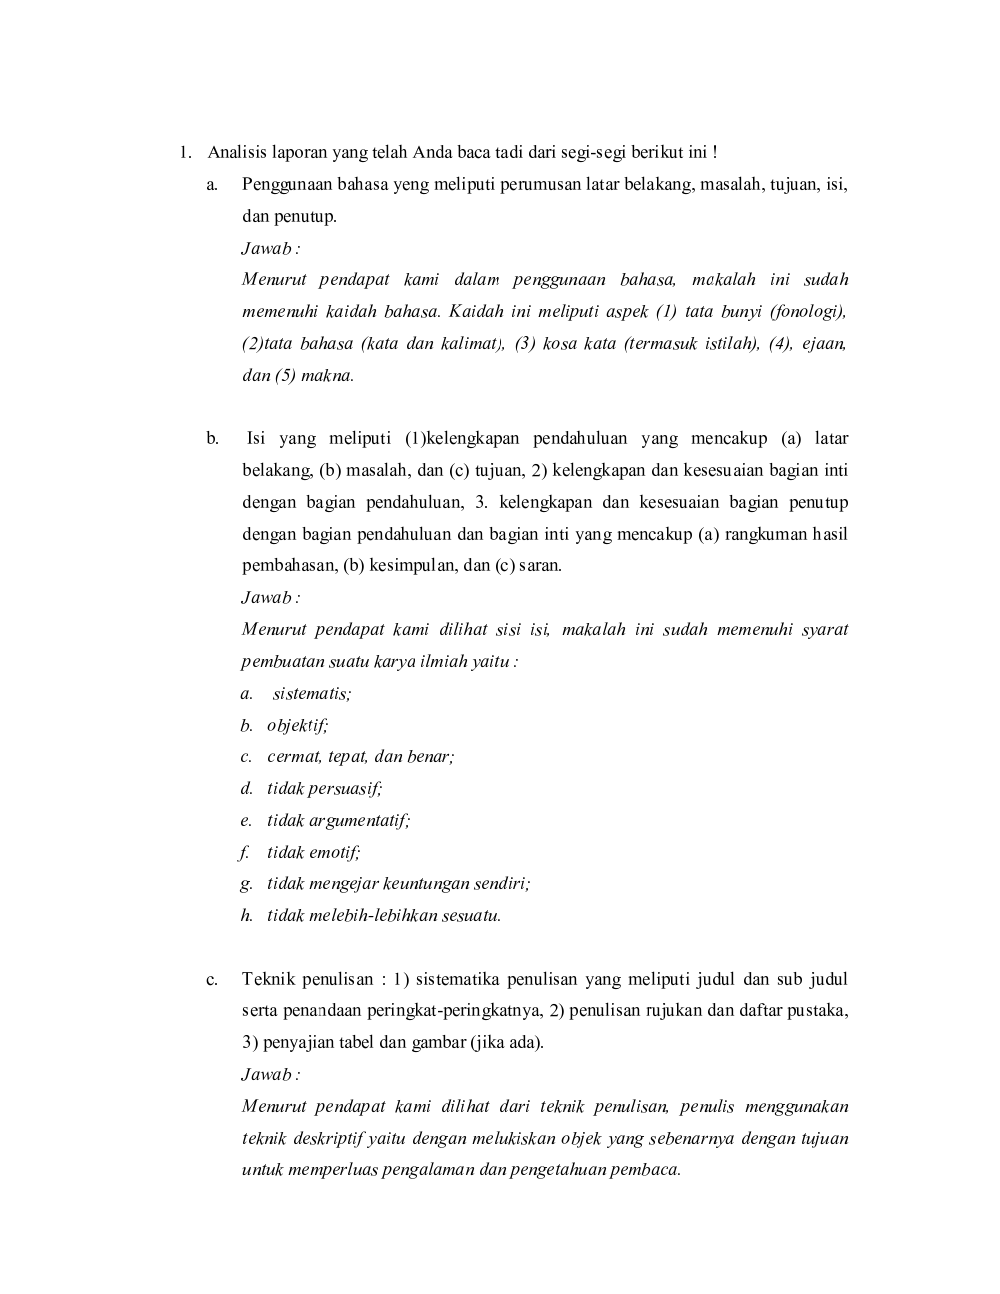 1. Analisis laporan yang telah Anda baca tadi dari segi-segi berikut ini !
a. Penggunaan bahasa yeng meliputi perumusan latar belakang, masalah, tujuan, isi,
dan penutup.
Jawab :
Menurut pendapat kami dalam penggunaan bahasa, makalah ini sudah
memenuhi kaidah bahasa. Kaidah ini meliputi aspek (1) tata bunyi (fonologi),
(2)tata bahasa (kata dan kalimat), (3) kosa kata (termasuk istilah), (4), ejaan,
dan (5) makna.
b. Isi yang meliputi (1)kelengkapan pendahuluan yang mencakup (a) latar
belakang, (b) masalah, dan (c) tujuan, 2) kelengkapan dan kesesuaian bagian inti
dengan bagian pendahuluan, 3. kelengkapan dan kesesuaian bagian penutup
dengan bagian pendahuluan dan bagian inti yang mencakup (a) rangkuman hasil
pembahasan, (b) kesimpulan, dan (c) saran.
Jawab :
Menurut pendapat kami dilihat sisi isi, makalah ini sudah memenuhi syarat
pembuatan suatu karya ilmiah yaitu :
a. sistematis;
b. objektif;
c. cermat, tepat, dan benar;
d. tidak persuasif;
e. tidak argumentatif;
f. tidak emotif;
g. tidak mengejar keuntungan sendiri;
h. tidak melebih-lebihkan sesuatu.
c. Teknik penulisan : 1) sistematika penulisan yang meliputi judul dan sub judul
serta penandaan peringkat-peringkatnya, 2) penulisan rujukan dan daftar pustaka,
3) penyajian tabel dan gambar (jika ada).
Jawab :
Menurut pendapat kami dilihat dari teknik penulisan, penulis menggunakan
teknik deskriptif yaitu dengan melukiskan objek yang sebenarnya dengan tujuan
untuk memperluas pengalaman dan pengetahuan pembaca.